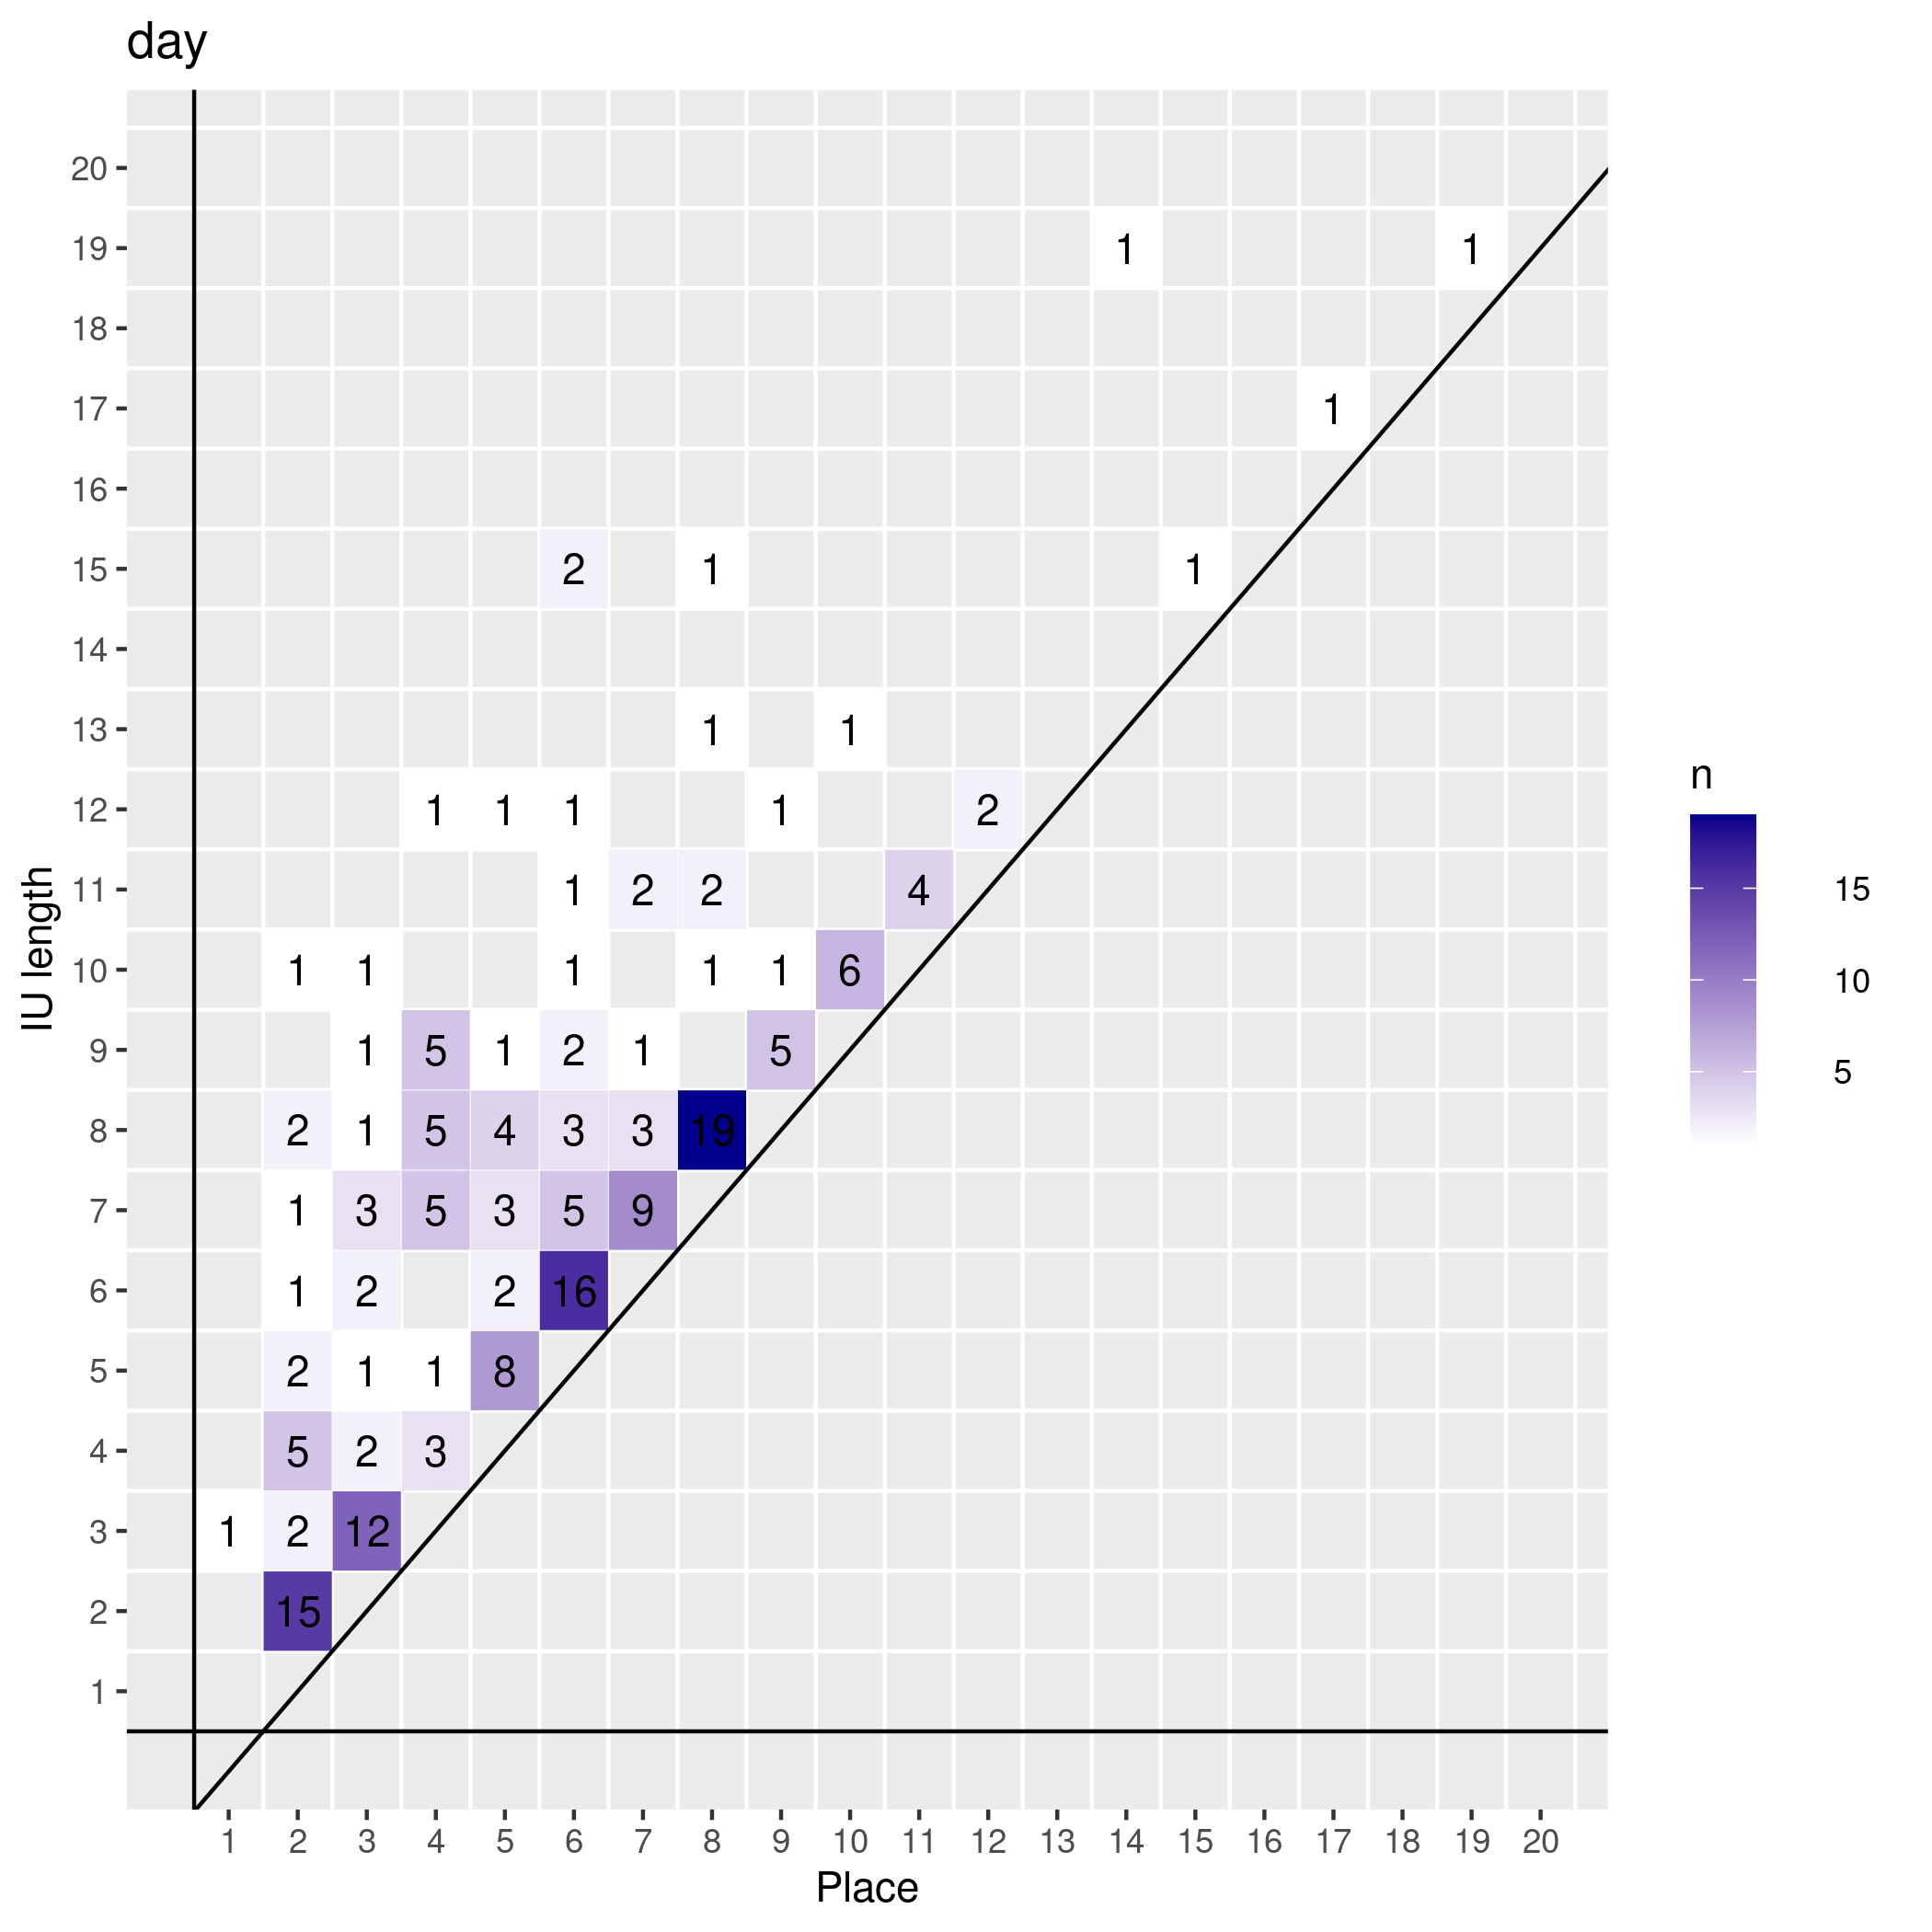 day
20
19 1 1
18
17 1
16
15 2 1 1
14
13 1 1
12 1 1 1 1 2
11 1 2 2 4
10 1 1 1 1 1 6
9 1 5 1 2 1 5
8 2 1 5 4 3 3 19
7 1 3 5 3 5 9
6 1 2 2 16
5 2 1 1 8
4 5 2 3
3 1 2 12
2 15
1
1 2 3 4 5 6 7 8 9 10 11 12 13 14 15 16 17 18 19 20
Place
IU length
n
15
10
5